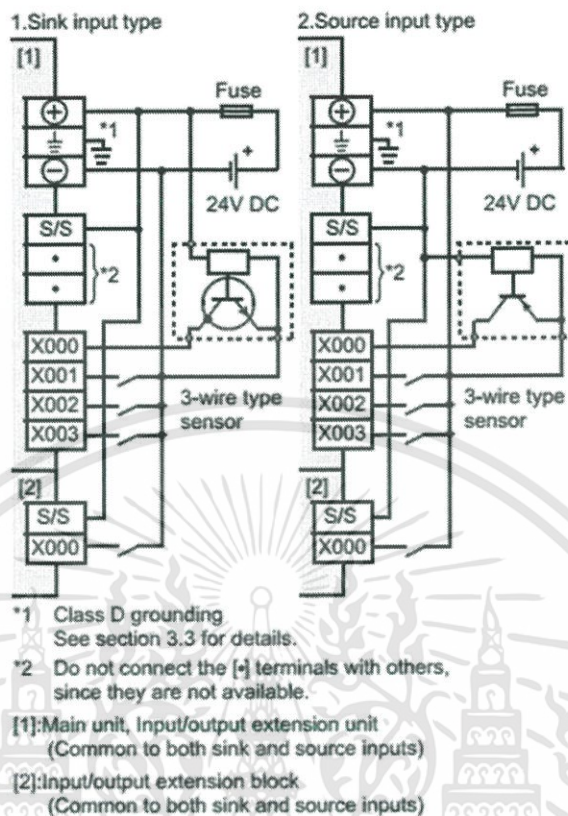 1.Sink input type
[1]
Fuse
+
*1
−
+
24V DC
S/S
•
•
*2
X000
X001
X002
X003
3-wire type
sensor
[2]
S/S
X000
2.Source input type
[1]
Fuse
+
*1
−
+
24V DC
S/S
•
•
*2
X000
X001
X002
X003
3-wire type
sensor
[2]
S/S
X000
*1 Class D grounding
See section 3.3 for details.
*2 Do not connect the [•] terminals with others,
since they are not available.
[1]:Main unit, Input/output extension unit
(Common to both sink and source inputs)
[2]:Input/output extension block
(Common to both sink and source inputs)